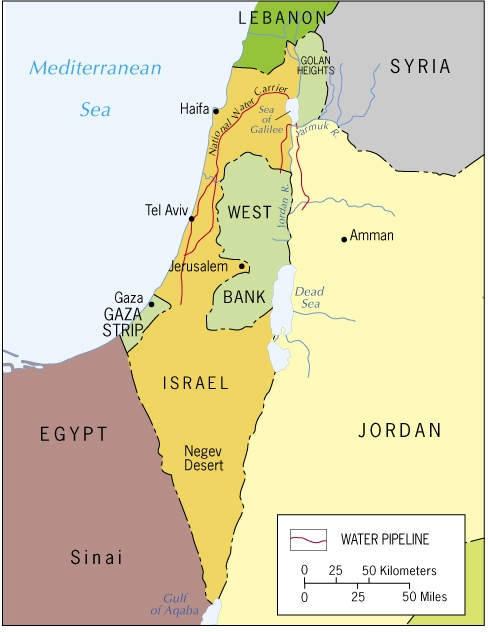 LEBANON
Mediterranean
Sea
GOLAN
HEIGHTS
SYRIA
National Water Carrier
Haifa
Sea
of
Galilee
Yarmuk R.
Jordan R.
Tel Aviv
WEST
Amman
Jerusalem
BANK
Dead
Sea
Gaza
GAZA
STRIP
ISRAEL
EGYPT
JORDAN
Negev
Desert
Sinai
Gulf
of Aqaba
WATER PIPELINE
0 25 50 Kilometers
0 25 50 Miles